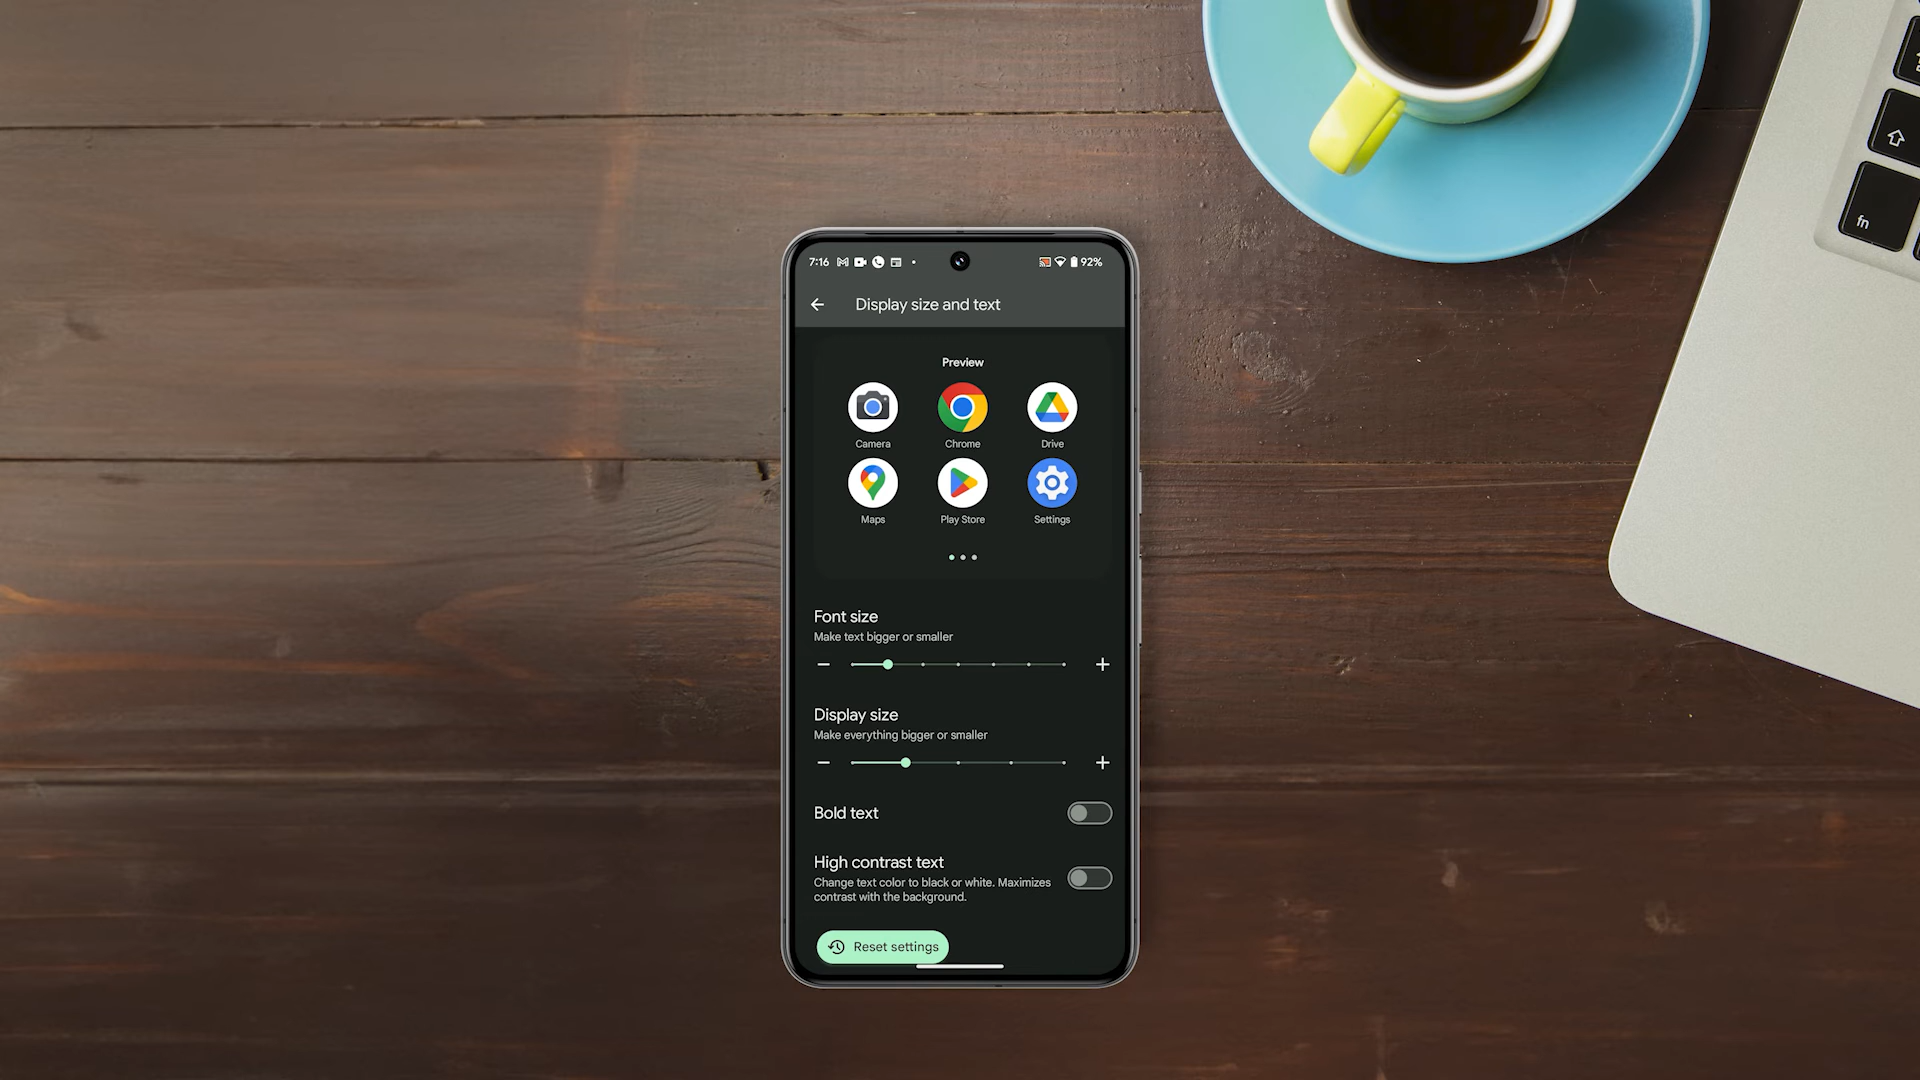 7:16
92%
Display size and text
Preview
Camera
Chrome
Drive
Maps
Play Store
Settings
Font size
Make text bigger or smaller
Display size
Make everything bigger or smaller
Bold text
High contrast text
Change text color to black or white. Maximizes
contrast with the background.
Reset settings
fn